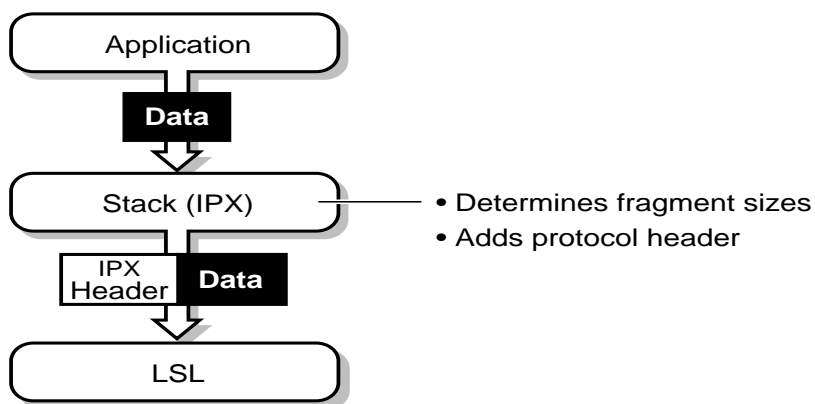 Application
Data
Stack (IPX)
• Determines fragment sizes
• Adds protocol header
IPX
Header
Data
LSL